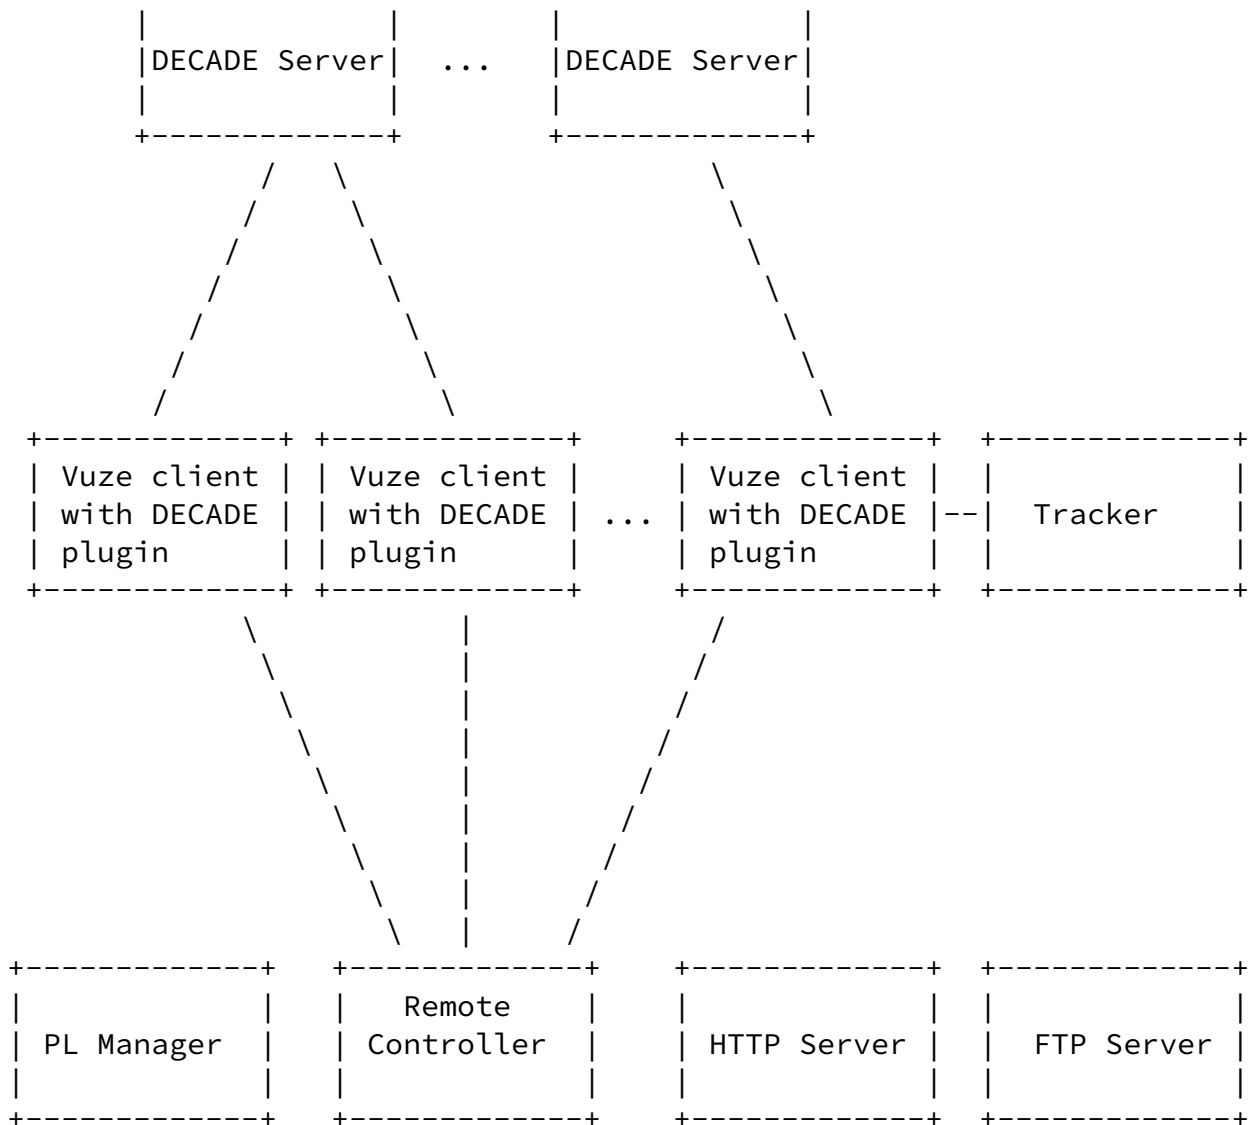 DECADE Server ... DECADE Server
Vuze client Vuze client Vuze client
with DECADE with DECADE ... with DECADE Tracker
plugin plugin plugin
Remote
PL Manager Controller HTTP Server FTP Server